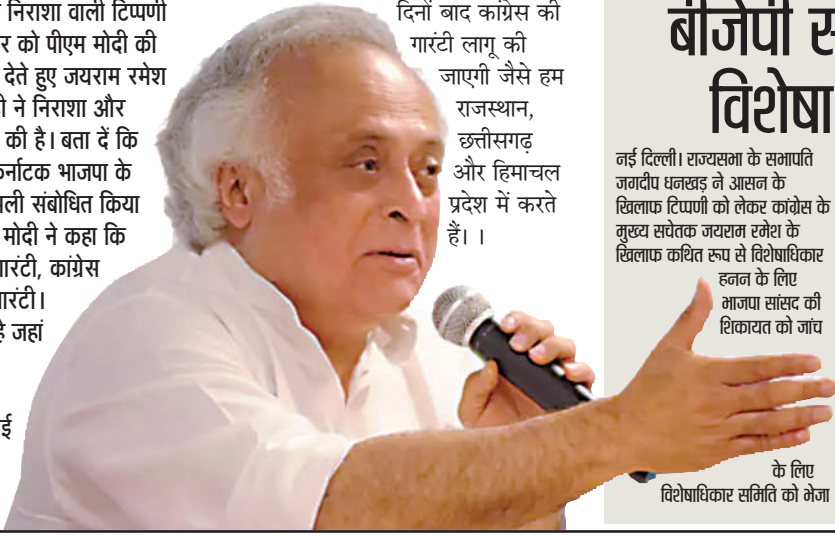 निराशा वाली टिप्पणी
र को पीएम मोदी की
देते हुए जयराम रमेश
ने निराशा और
की है। बता दें कि
कर्नाटक भाजपा के
संबोधित किया
मोदी ने कहा कि
गारंटी, कांग्रेस
गारंटी।
है जहां
ई
दिनों बाद कांग्रेस की
गारंटी लागू की
जाएगी जैसे हम
राजस्थान,
छत्तीसगढ़
और हिमाचल
प्रदेश में करते
हैं। ।
बीजेपी स
विशेषा
नई दिल्ली। राज्यसभा के सभापति
जगदीप धनखड़ ने आसन के
खिलाफ टिप्पणी को लेकर कांग्रेस के
मुख्य सचेतक जयराम रमेश के
खिलाफ कथित रूप से विशेषाधिकार
हनन के लिए
भाजपा सांसद की
शिकायत को जांच
के लिए
विशेषाधिकार समिति को भेजा